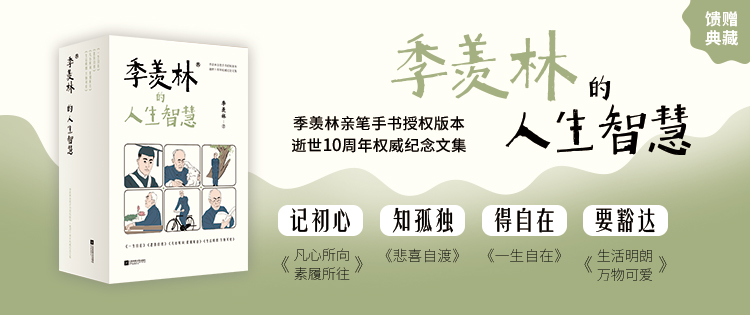 馈赠
典藏
季羡林的
人生智慧
季羡林亲笔手书授权版本
逝世10周年权威纪念文集
记初心
知孤独
得自在
要豁达
《凡心所向
素履所往》
《悲喜自渡》
《一生自在》
《生活明朗
万物可爱》
季羡林
的
人生智慧
季羡林 著
季羡林的人生智慧